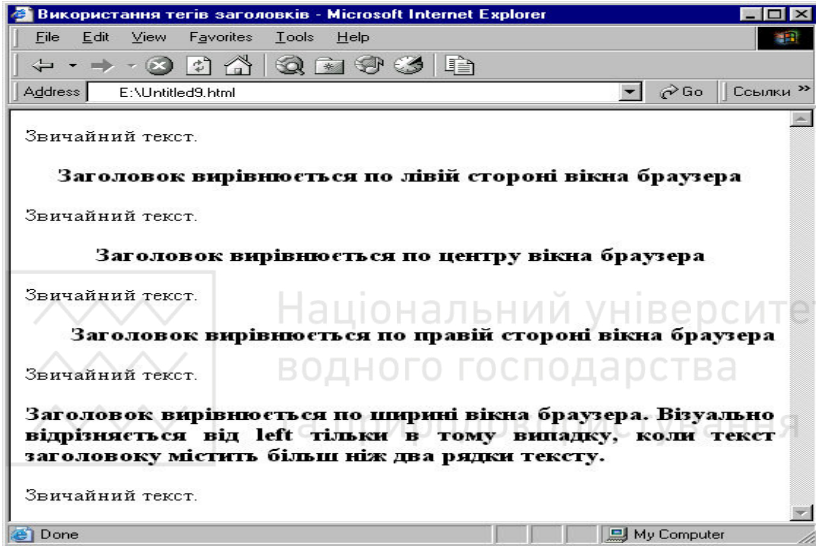 Використання тегів заголовків - Microsoft Internet Explorer
File Edit View Favorites Tools Help
Address E:\Untitled9.html Go Ссылки »
Звичайний текст.
Заголовок вирівнюється по лівій стороні вікна браузера
Звичайний текст.
Заголовок вирівнюється по центру вікна браузера
Звичайний текст.
Національний університет
Заголовок вирівнюється по правій стороні вікна браузера
водного господарства
Звичайний текст.
Заголовок вирівнюється по ширині вікна браузера. Візуально
відрізняється від left тільки в тому випадку, коли текст
та природокористування
заголовоку містить більш ніж два рядки тексту.
Звичайний текст.
Done My Computer